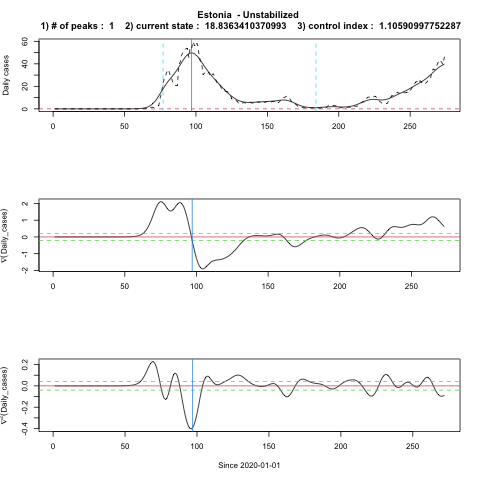 Estonia - Unstabilized
1) # of peaks : 1 2) current state : 18.8363410370993 3) control index : 1.10590997752287
Daily cases
60
40
20
0
0 50 100 150 200 250
∇(Daily_cases)
2
1
0
-1
-2
0 50 100 150 200 250
∇²(Daily_cases)
0.2
0.0
-0.2
-0.4
0 50 100 150 200 250
Since 2020-01-01